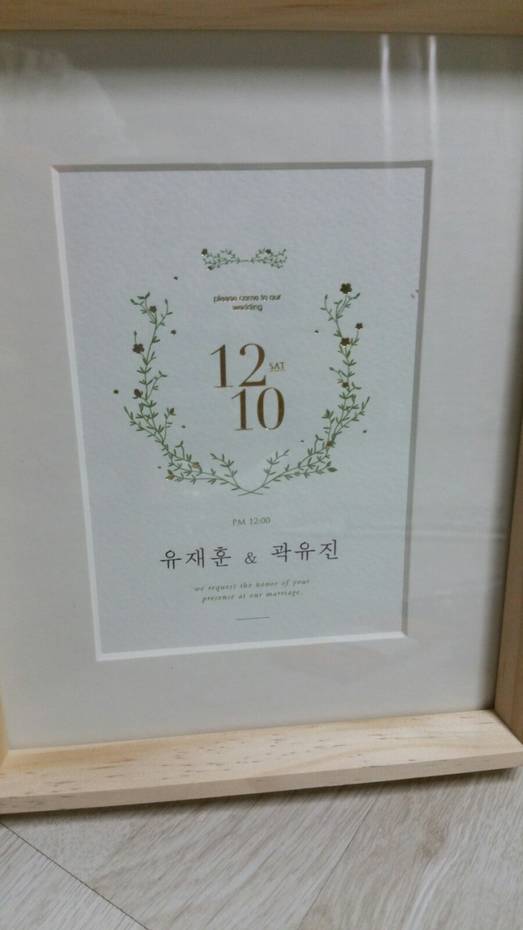 please come to our
wedding
12 SAT
10
PM 12:00
유재훈 & 곽유진
we request the honor of your
presense at our marriage.